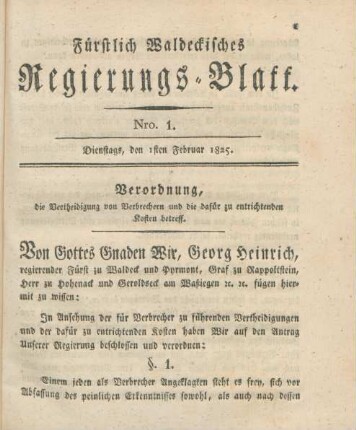 Fürstlich Waldeckisches
Regierungs-Blatt.
Nro. 1.
Dienstags, den 1sten Februar 1825.
Verordnung,
die Vertheidigung von Verbrechern und die dafür zu entrichtenden
Kosten betreff.
Von Gottes Gnaden Wir, Georg Heinrich,
regierender Fürst zu Waldeck und Pyrmont, Graf zu Rappoltstein,
Herr zu Hohenack und Geroldseck am Wasiegen ꝛc. ꝛc. fügen hier-
mit zu wissen:
In Ansehung der für Verbrecher zu führenden Vertheidigungen
und der dafür zu entrichtenden Kosten haben Wir auf den Antrag
Unserer Regierung beschlossen und verordnen:
§. 1.
Einem jeden als Verbrecher Angeklagten steht es frey, sich vor
Abfassung des peinlichen Erkenntnisses sowohl, als auch nach dessen